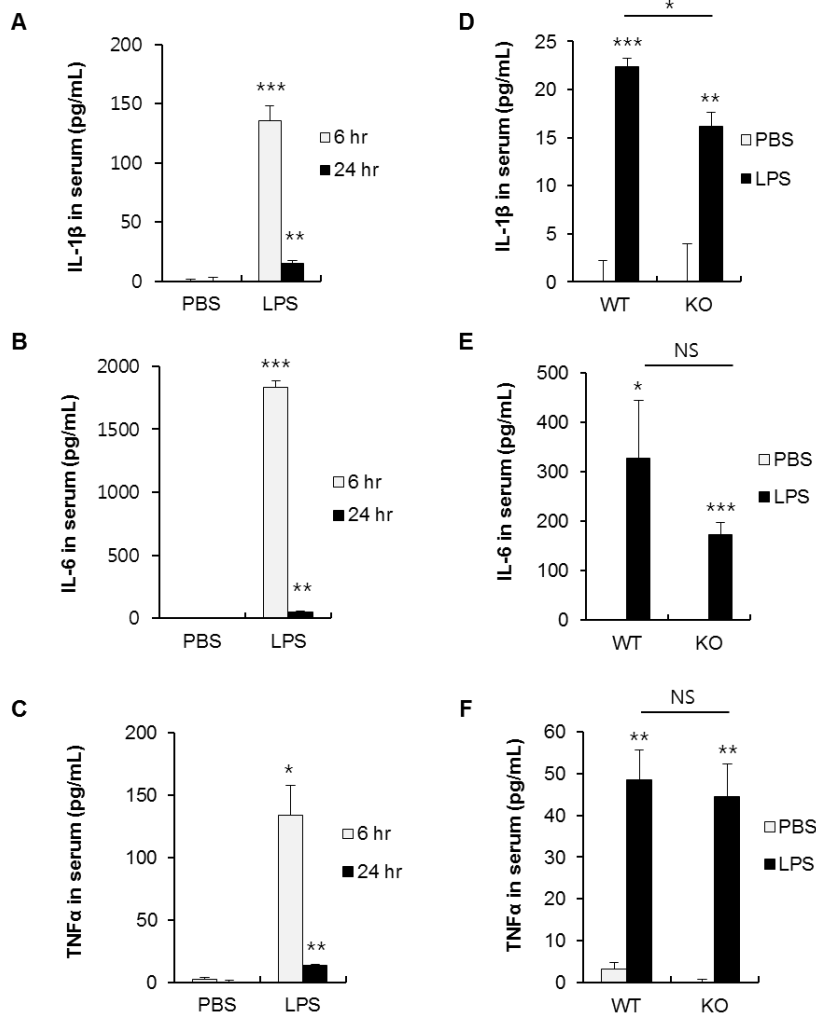 A
IL-1β in serum (pg/mL)
200
150
100
50
0
***
**
PBS
LPS
6 hr
24 hr
D
IL-1β in serum (pg/mL)
25
20
15
10
5
0
*
***
**
WT
KO
PBS
LPS
B
IL-6 in serum (pg/mL)
2000
1500
1000
500
0
***
**
PBS
LPS
6 hr
24 hr
E
IL-6 in serum (pg/mL)
500
400
300
200
100
0
NS
*
***
WT
KO
PBS
LPS
C
TNFα in serum (pg/mL)
200
150
100
50
0
*
**
PBS
LPS
6 hr
24 hr
F
TNFα in serum (pg/mL)
60
50
40
30
20
10
0
NS
**
**
WT
KO
PBS
LPS